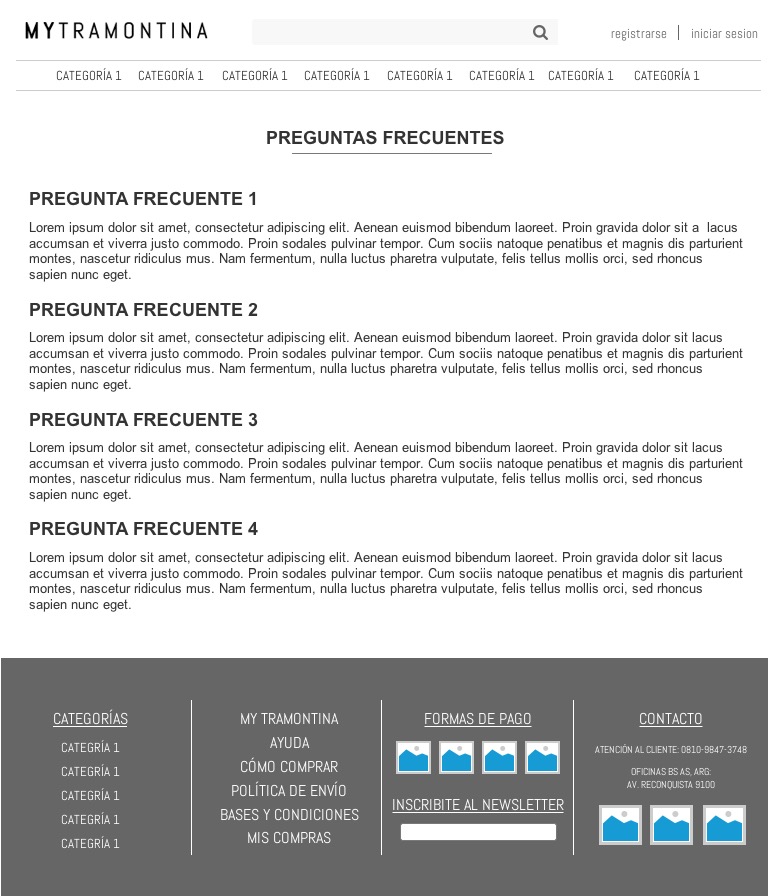 MYTRAMONTINA
registrarse | iniciar sesion
CATEGORÍA 1 CATEGORÍA 1 CATEGORÍA 1 CATEGORÍA 1 CATEGORÍA 1 CATEGORÍA 1 CATEGORÍA 1 CATEGORÍA 1
PREGUNTAS FRECUENTES
PREGUNTA FRECUENTE 1
Lorem ipsum dolor sit amet, consectetur adipiscing elit. Aenean euismod bibendum laoreet. Proin gravida dolor sit a lacus
accumsan et viverra justo commodo. Proin sodales pulvinar tempor. Cum sociis natoque penatibus et magnis dis parturient
montes, nascetur ridiculus mus. Nam fermentum, nulla luctus pharetra vulputate, felis tellus mollis orci, sed rhoncus
sapien nunc eget.
PREGUNTA FRECUENTE 2
Lorem ipsum dolor sit amet, consectetur adipiscing elit. Aenean euismod bibendum laoreet. Proin gravida dolor sit lacus
accumsan et viverra justo commodo. Proin sodales pulvinar tempor. Cum sociis natoque penatibus et magnis dis parturient
montes, nascetur ridiculus mus. Nam fermentum, nulla luctus pharetra vulputate, felis tellus mollis orci, sed rhoncus
sapien nunc eget.
PREGUNTA FRECUENTE 3
Lorem ipsum dolor sit amet, consectetur adipiscing elit. Aenean euismod bibendum laoreet. Proin gravida dolor sit lacus
accumsan et viverra justo commodo. Proin sodales pulvinar tempor. Cum sociis natoque penatibus et magnis dis parturient
montes, nascetur ridiculus mus. Nam fermentum, nulla luctus pharetra vulputate, felis tellus mollis orci, sed rhoncus
sapien nunc eget.
PREGUNTA FRECUENTE 4
Lorem ipsum dolor sit amet, consectetur adipiscing elit. Aenean euismod bibendum laoreet. Proin gravida dolor sit lacus
accumsan et viverra justo commodo. Proin sodales pulvinar tempor. Cum sociis natoque penatibus et magnis dis parturient
montes, nascetur ridiculus mus. Nam fermentum, nulla luctus pharetra vulputate, felis tellus mollis orci, sed rhoncus
sapien nunc eget.
CATEGORÍAS
CATEGRÍA 1
CATEGRÍA 1
CATEGRÍA 1
CATEGRÍA 1
CATEGRÍA 1
MY TRAMONTINA
AYUDA
CÓMO COMPRAR
POLÍTICA DE ENVÍO
BASES Y CONDICIONES
MIS COMPRAS
FORMAS DE PAGO
INSCRIBITE AL NEWSLETTER
CONTACTO
ATENCIÓN AL CLIENTE: 0810-9847-3748
OFICINAS BS AS, ARG:
AV. RECONQUISTA 9100